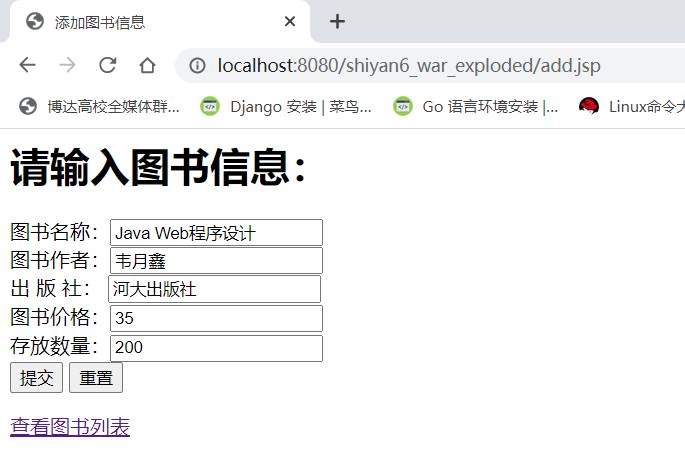 添加图书信息
localhost:8080/shiyan6_war_exploded/add.jsp
博达高校全媒体群... Django 安装 | 菜鸟... Go 语言环境安装 |... Linux命令大
请输入图书信息：
图书名称：Java Web程序设计
图书作者：韦月鑫
出 版 社：河大出版社
图书价格：35
存放数量：200
提交 重置
查看图书列表